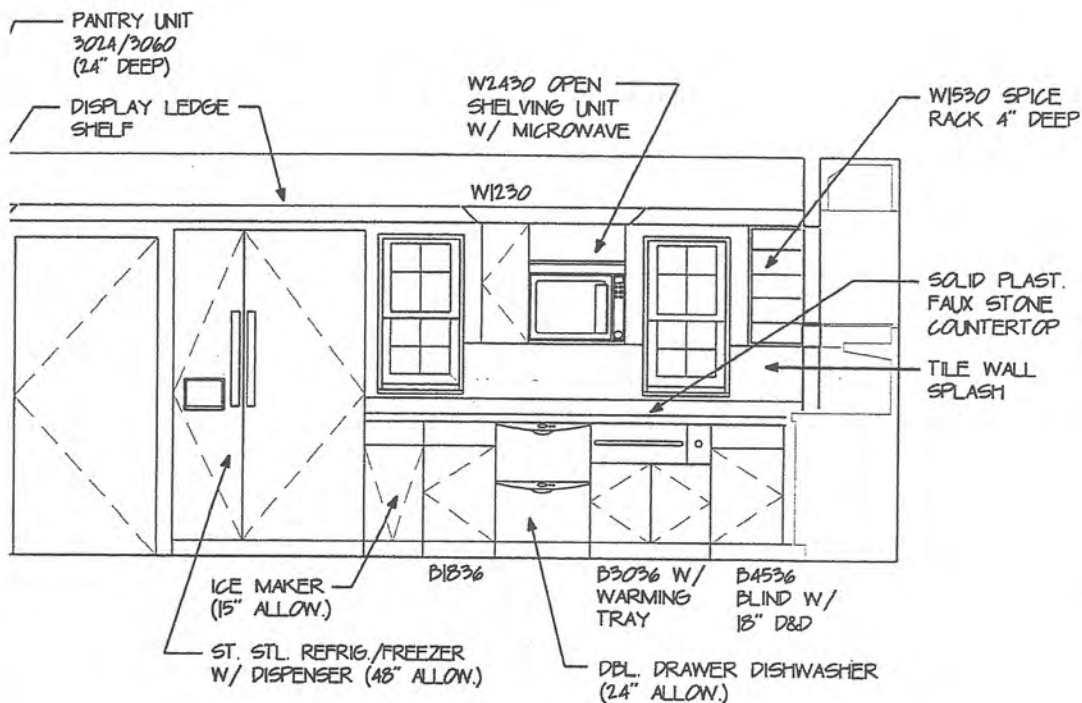 PANTRY UNIT
3024/3060
(24" DEEP)
DISPLAY LEDGE
SHELF
W2430 OPEN
SHELVING UNIT
W/ MICROWAVE
W1530 SPICE
RACK 4" DEEP
W1230
SOLID PLAST.
FAUX STONE
COUNTERTOP
TILE WALL
SPLASH
ICE MAKER
(15" ALLOW.)
B1836
B3036 W/
WARMING
TRAY
B4536
BLIND W/
18" D&D
ST. STL. REFRIG./FREEZER
W/ DISPENSER (48" ALLOW.)
DBL. DRAWER DISHWASHER
(24" ALLOW.)